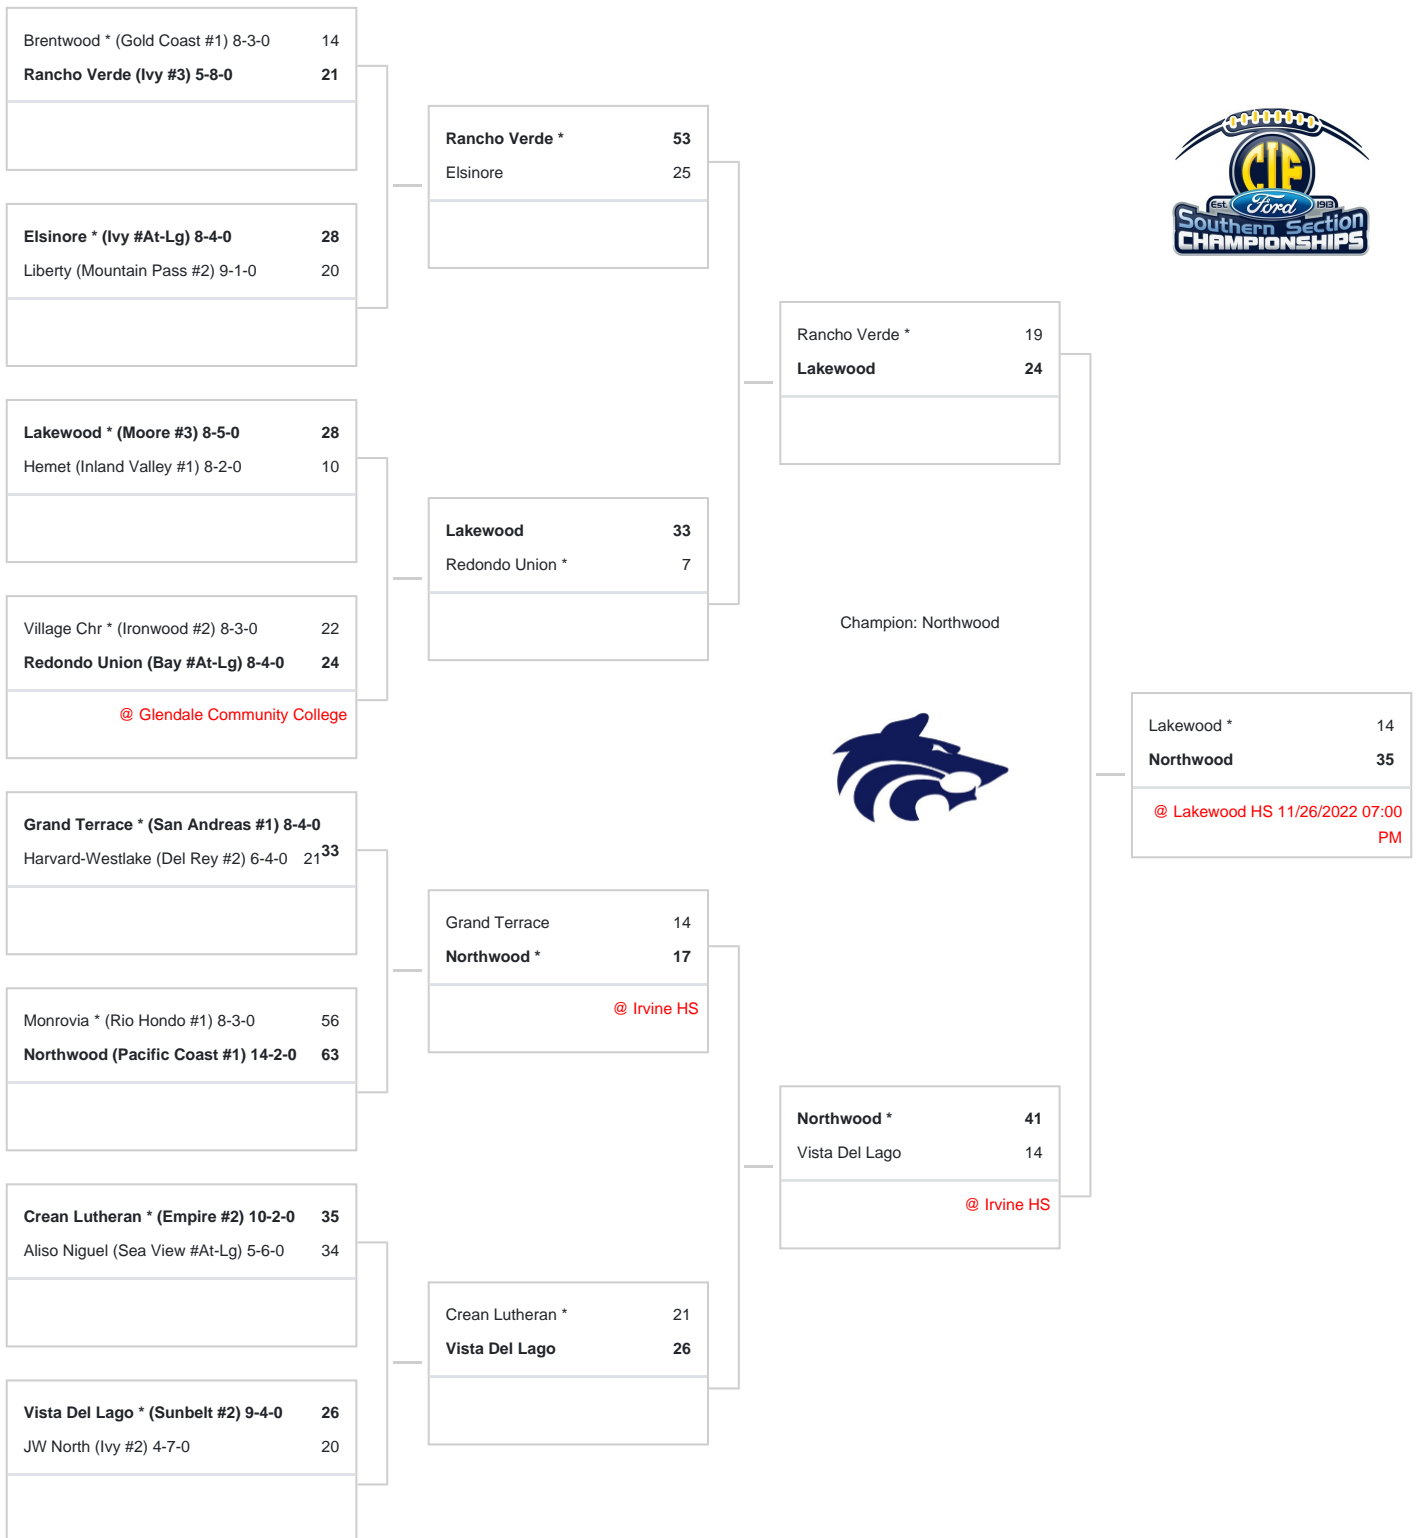 Brentwood * (Gold Coast #1) 8-3-0 14
Rancho Verde (Ivy #3) 5-8-0 21
Elsinore * (Ivy #At-Lg) 8-4-0 28
Liberty (Mountain Pass #2) 9-1-0 20
Lakewood * (Moore #3) 8-5-0 28
Hemet (Inland Valley #1) 8-2-0 10
Village Chr * (Ironwood #2) 8-3-0 22
Redondo Union (Bay #At-Lg) 8-4-0 24
@ Glendale Community College
Grand Terrace * (San Andreas #1) 8-4-0
33
Harvard-Westlake (Del Rey #2) 6-4-0 21
Monrovia * (Rio Hondo #1) 8-3-0 56
Northwood (Pacific Coast #1) 14-2-0 63
Crean Lutheran * (Empire #2) 10-2-0 35
Aliso Niguel (Sea View #At-Lg) 5-6-0 34
Vista Del Lago * (Sunbelt #2) 9-4-0 26
JW North (Ivy #2) 4-7-0 20
Rancho Verde * 53
Elsinore 25
Lakewood 33
Redondo Union * 7
Grand Terrace 14
Northwood * 17
@ Irvine HS
Crean Lutheran * 21
Vista Del Lago 26
Rancho Verde * 19
Lakewood 24
Champion: Northwood
Northwood * 41
Vista Del Lago 14
@ Irvine HS
CIF
Est. Ford 1913
Southern Section
CHAMPIONSHIPS
Lakewood * 14
Northwood 35
@ Lakewood HS 11/26/2022 07:00
PM